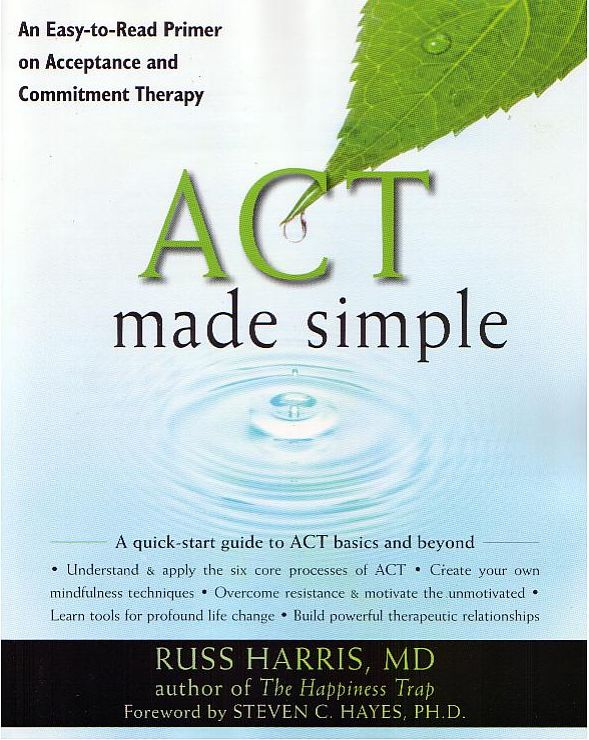 An Easy-to-Read Primer
on Acceptance and
Commitment Therapy
ACT
made simple
A quick-start guide to ACT basics and beyond
• Understand & apply the six core processes of ACT • Create your own
mindfulness techniques • Overcome resistance & motivate the unmotivated •
Learn tools for profound life change • Build powerful therapeutic relationships
RUSS HARRIS, MD
author of The Happiness Trap
Foreword by STEVEN C. HAYES, PH.D.